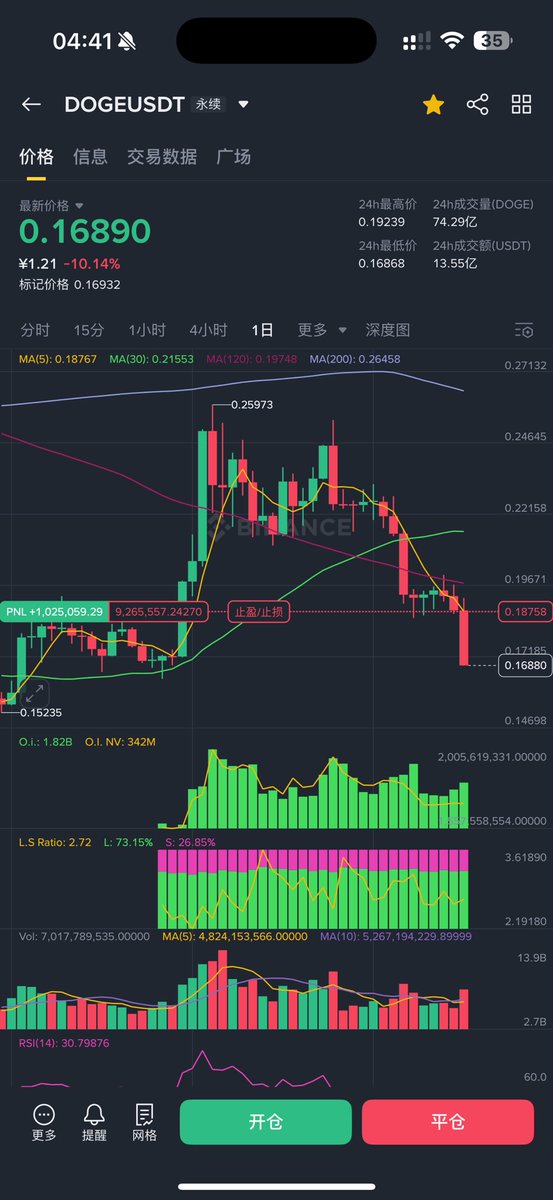 04:41 35
DOGEUSDT 永续
价格 信息 交易数据 广场
最新价格
0.16890
¥1.21 -10.14%
标记价格 0.16932
24h最高价 24h成交量(DOGE)
0.19239 74.29亿
24h最低价 24h成交额(USDT)
0.16868 13.55亿
分时 15分 1小时 4小时 1日 更多 深度图
MA(5): 0.18767 MA(30): 0.21553 MA(120): 0.19748 MA(200): 0.26458
0.27132
0.25973
0.24645
0.22158
BINANCE
0.19671
PNL +1,025,059.29 9,265,557.24270 止盈/止损 0.18758
0.17185
0.16880
0.15235
0.14698
O.i.: 1.82B O.I. NV: 342M
2,005,619,331.00000
558,554.00000
L.S Ratio: 2.72 L: 73.15% S: 26.85%
3.61890
2.19180
Vol: 7,017,789,535.00000 MA(5): 4,824,153,566.00000 MA(10): 5,267,194,229.89999
13.9B
2.7B
RSI(14): 30.79876
60.0
更多 提醒 网格 开仓 平仓